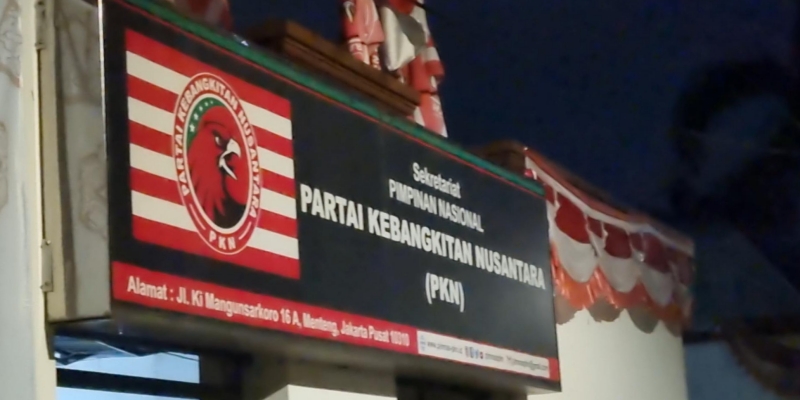 PARTAI KEBANGKITAN NUSANTARA
PKN
Sekretariat
PIMPINAN NASIONAL
PARTAI KEBANGKITAN NUSANTARA
(PKN)
Alamat : Jl. Ki Mangunsarkoro 16 A, Menteng, Jakarta Pusat 10310